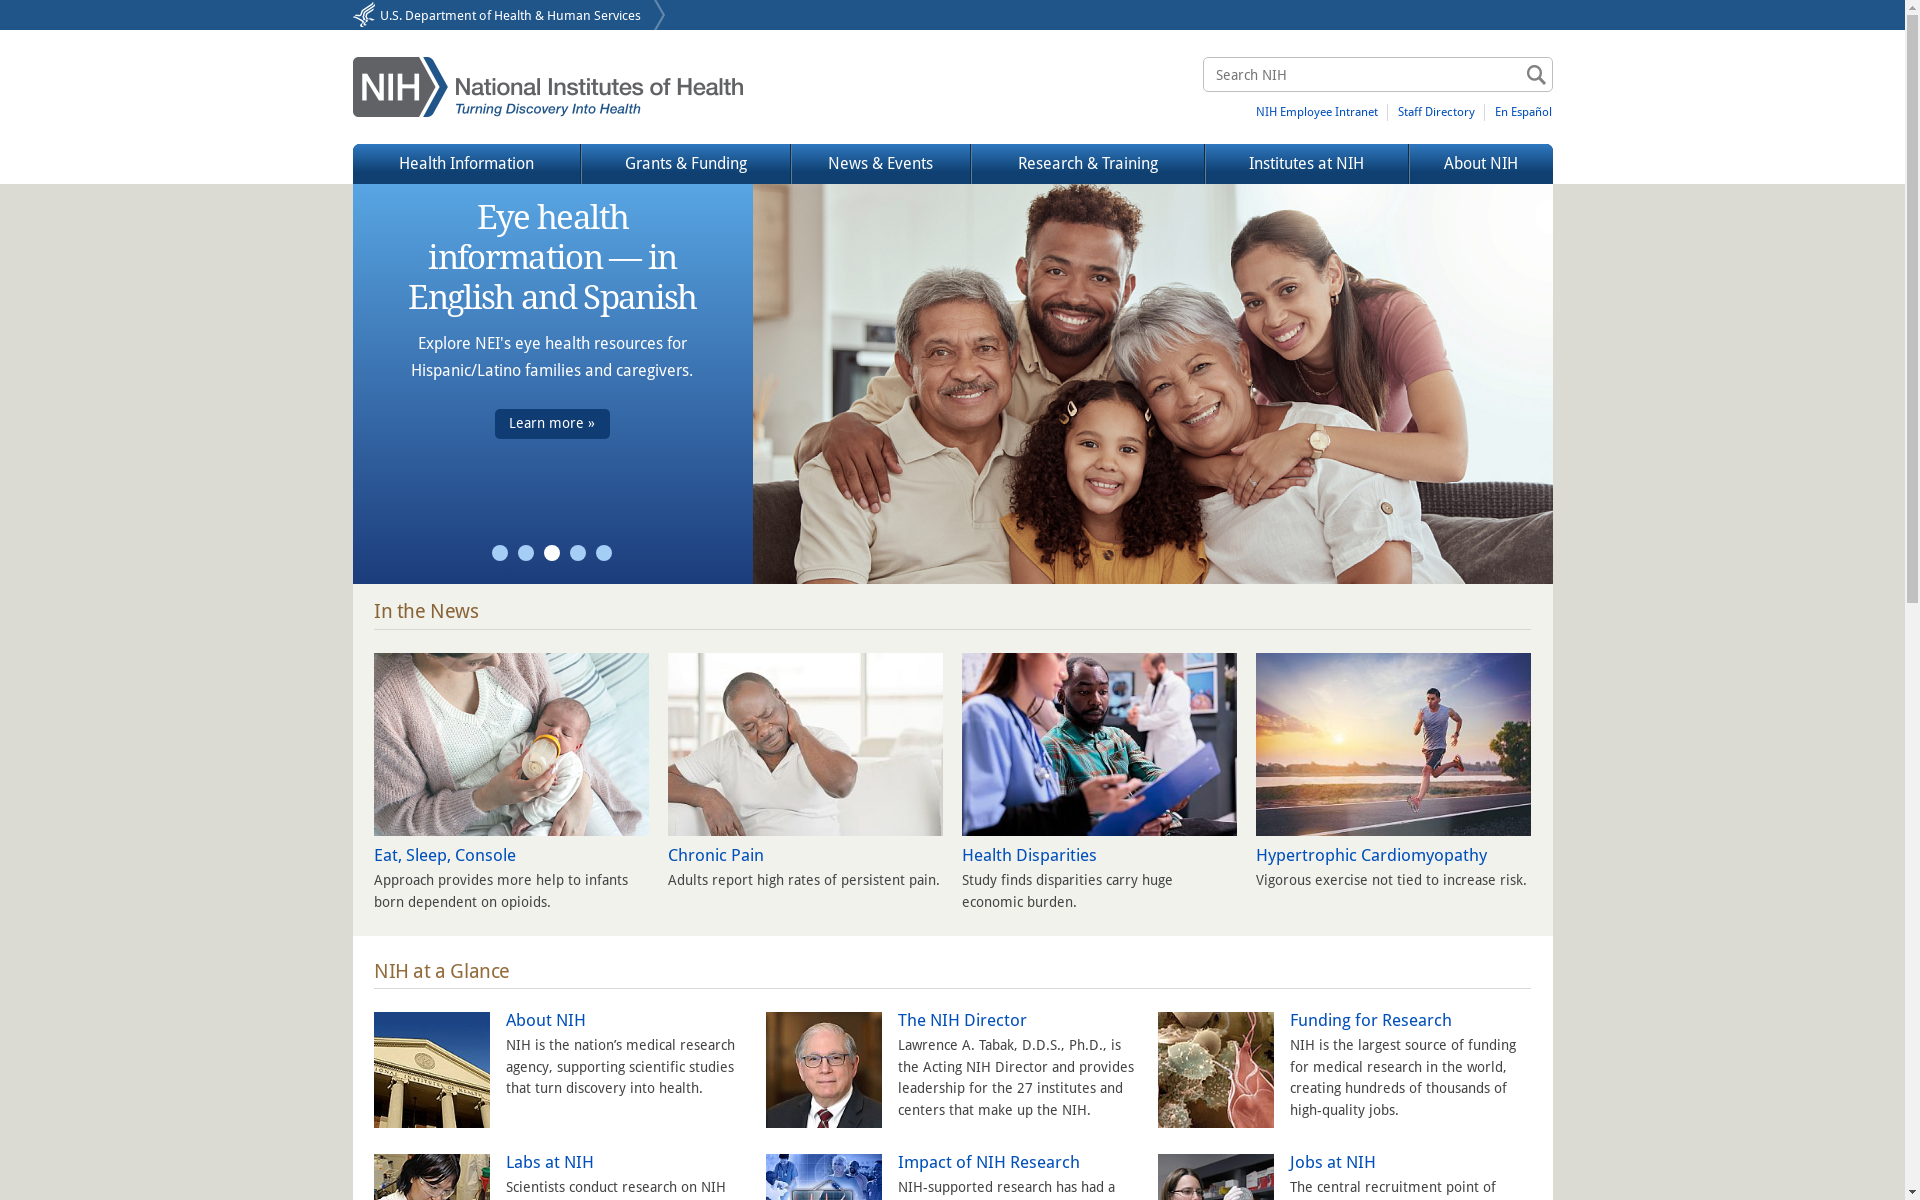 U.S. Department of Health & Human Services
NIH National Institutes of Health
Turning Discovery Into Health
Search NIH
NIH Employee Intranet
Staff Directory
En Español
Health Information
Grants & Funding
News & Events
Research & Training
Institutes at NIH
About NIH
Eye health
information — in
English and Spanish
Explore NEI's eye health resources for
Hispanic/Latino families and caregivers.
Learn more »
In the News
Eat, Sleep, Console
Approach provides more help to infants
born dependent on opioids.
Chronic Pain
Adults report high rates of persistent pain.
Health Disparities
Study finds disparities carry huge
economic burden.
Hypertrophic Cardiomyopathy
Vigorous exercise not tied to increase risk.
NIH at a Glance
About NIH
NIH is the nation’s medical research
agency, supporting scientific studies
that turn discovery into health.
The NIH Director
Lawrence A. Tabak, D.D.S., Ph.D., is
the Acting NIH Director and provides
leadership for the 27 institutes and
centers that make up the NIH.
Funding for Research
NIH is the largest source of funding
for medical research in the world,
creating hundreds of thousands of
high-quality jobs.
Labs at NIH
Scientists conduct research on NIH
Impact of NIH Research
NIH-supported research has had a
Jobs at NIH
The central recruitment point of